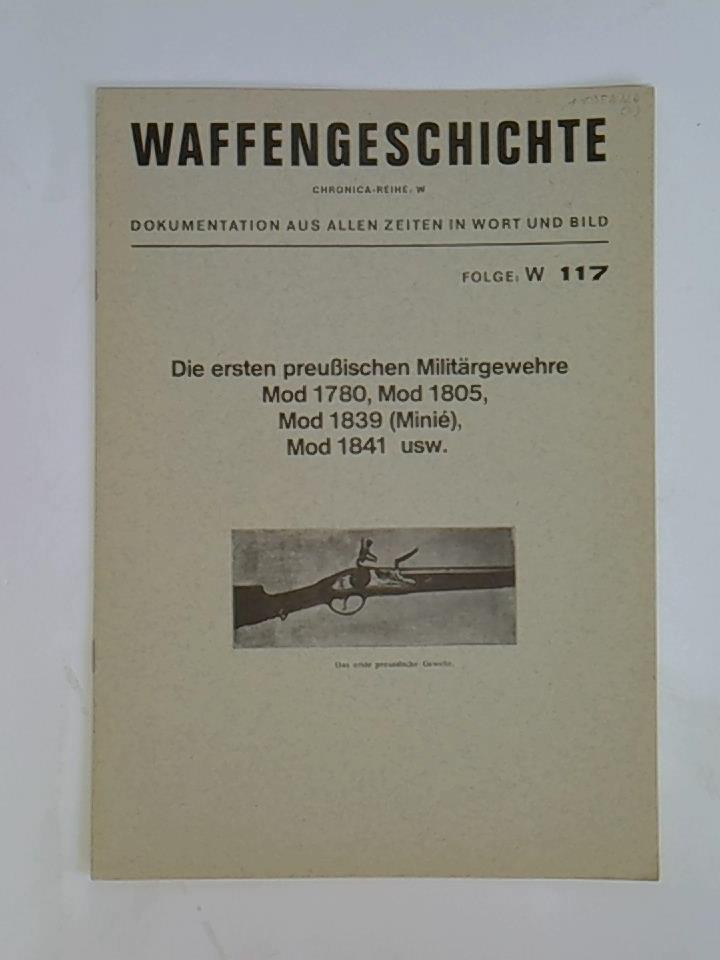 WAFFENGESCHICHTE
CHRONICA-REIHE: W
DOKUMENTATION AUS ALLEN ZEITEN IN WORT UND BILD
FOLGE: W 117
Die ersten preußischen Militärgewehre
Mod 1780, Mod 1805,
Mod 1839 (Minié),
Mod 1841 usw.
Das erste preussische Gewehr.